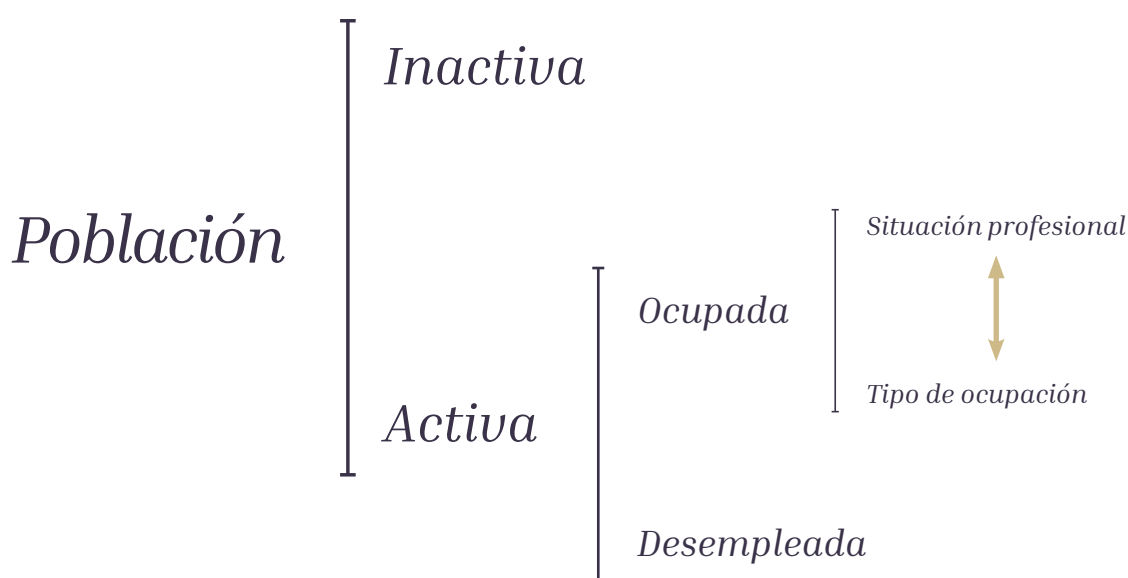 Inactiva
Población
Situación profesional
Ocupada
Tipo de ocupación
Activa
Desempleada